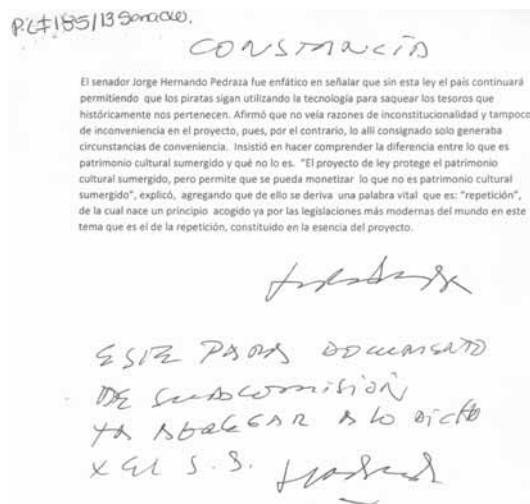 P.L #185/13 Senado.
CONSTANCIA
El senador Jorge Hernando Pedraza fue enfático en señalar que sin esta ley el país continuará
permitiendo que los piratas sigan utilizando la tecnología para saquear los tesoros que
históricamente nos pertenecen. Afirmó que no veía razones de inconstitucionalidad y tampoco
de inconveniencia en el proyecto, pues, por el contrario, lo allí consignado solo generaba
circunstancias de conveniencia. Insistió en hacer comprender la diferencia entre lo que es
patrimonio cultural sumergido y qué no lo es. "El proyecto de ley protege el patrimonio
cultural sumergido, pero permite que se pueda monetizar lo que no es patrimonio cultural
sumergido", explicó, agregando que de ello se deriva una palabra vital que es: "repetición",
de la cual nace un principio acogido ya por las legislaciones más modernas del mundo en este
tema que es el de la repetición, constituido en la esencia del proyecto.
ESTE PARA DOCUMENTO
DE SUBCOMISIÓN
AGREGAR A LO DICHO
X EL S.